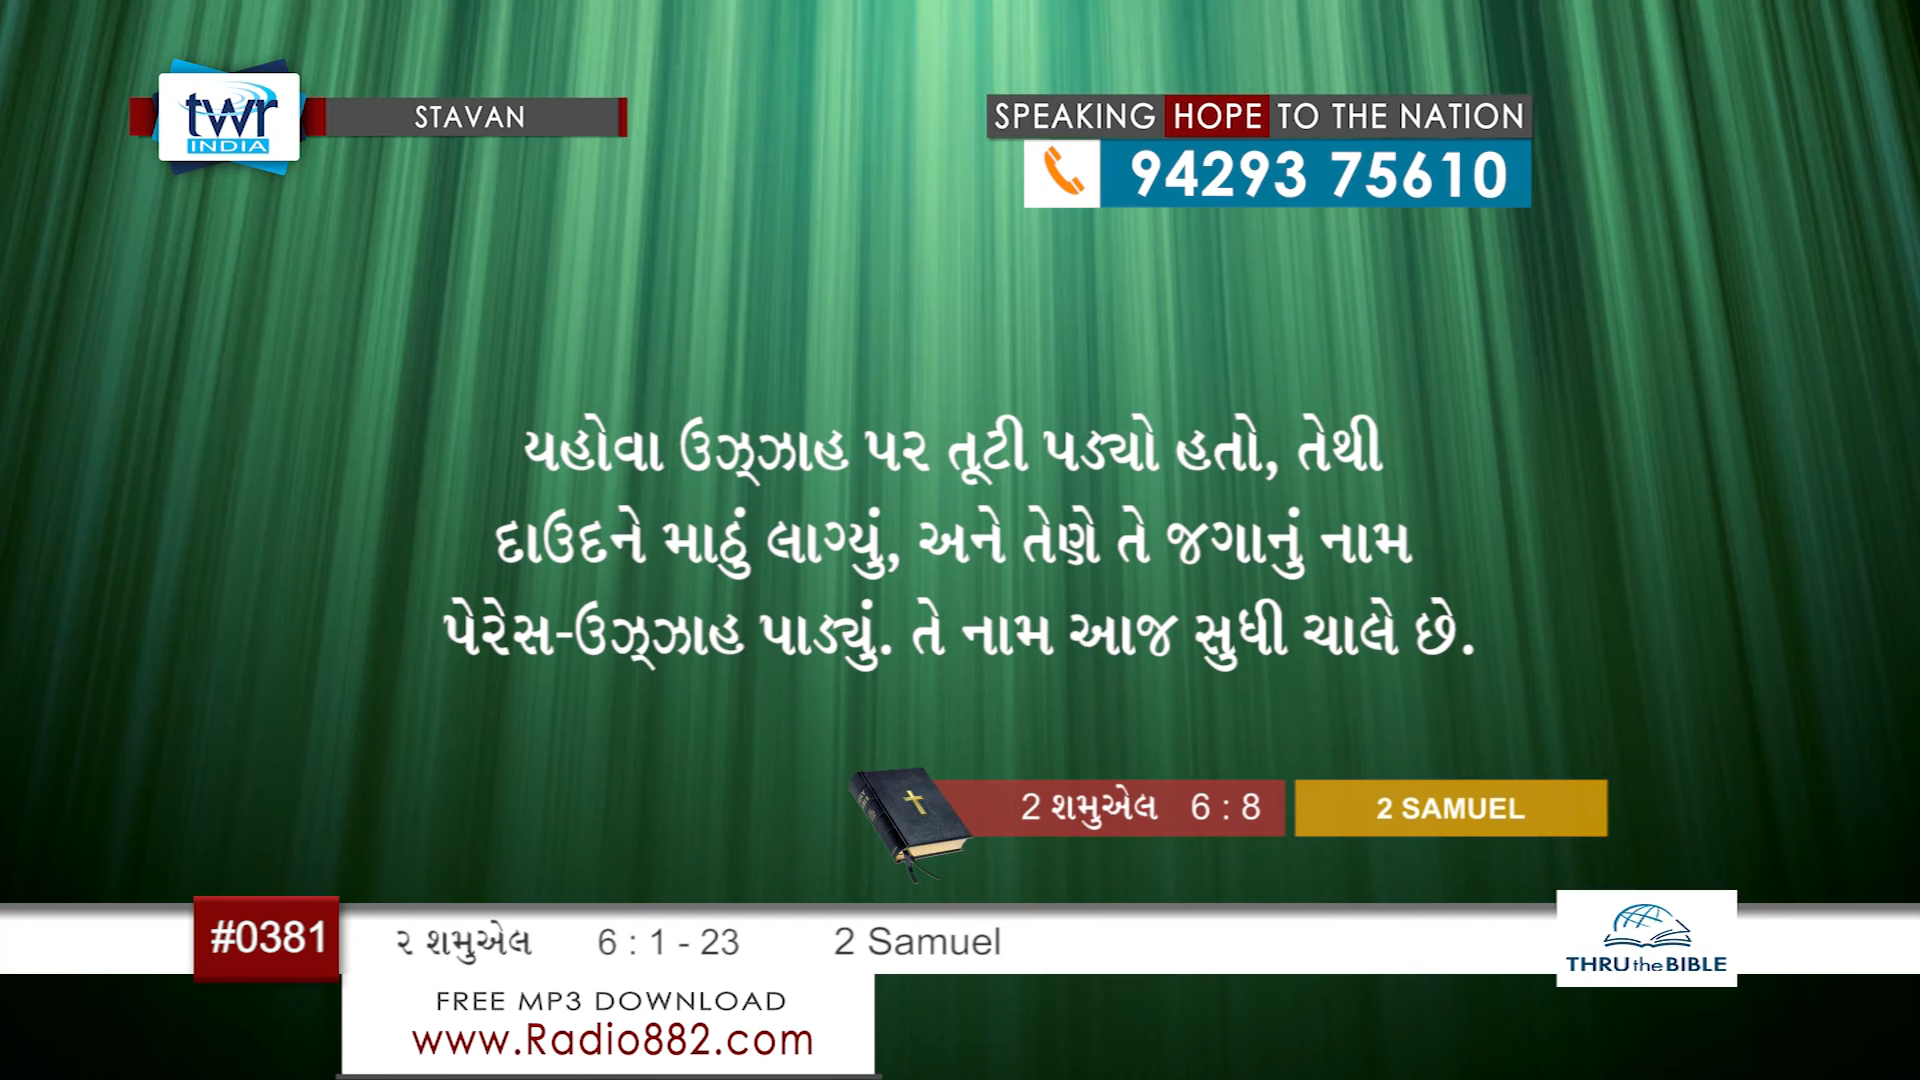 twr
INDIA
STAVAN
SPEAKING HOPE TO THE NATION
94293 75610
યહોવા ઉઝ્ઝાહ પર તૂટી પડ્યો હતો, તેથી
દાઉદને માઠું લાગ્યું, અને તેણે તે જગાનું નામ
પેરેસ-ઉઝ્ઝાહ પાડ્યું. તે નામ આજ સુધી ચાલે છે.
2 શમુએલ 6 : 8
2 SAMUEL
#0381
૨ શમુએલ 6 : 1 - 23 2 Samuel
THRU the BIBLE
FREE MP3 DOWNLOAD
www.Radio882.com